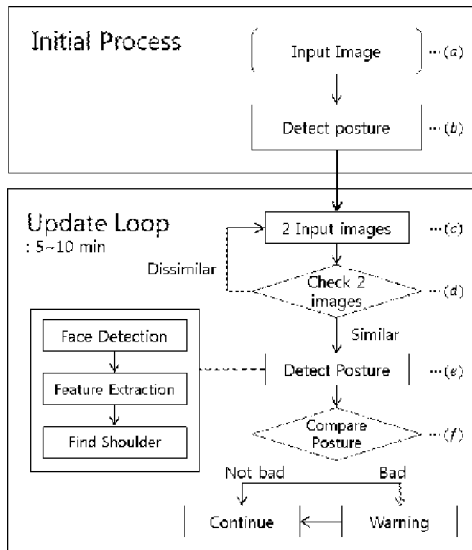 Initial Process
Input Image
···(a)
Detect posture
···(b)
Update Loop
: 5~10 min
2 Input images
···(c)
Dissimilar
Check 2
images
···(d)
Similar
Face Detection
Feature Extraction
Find Shoulder
Detect Posture
···(e)
Compare
Posture
···(f)
Not bad
Bad
Continue
Warning